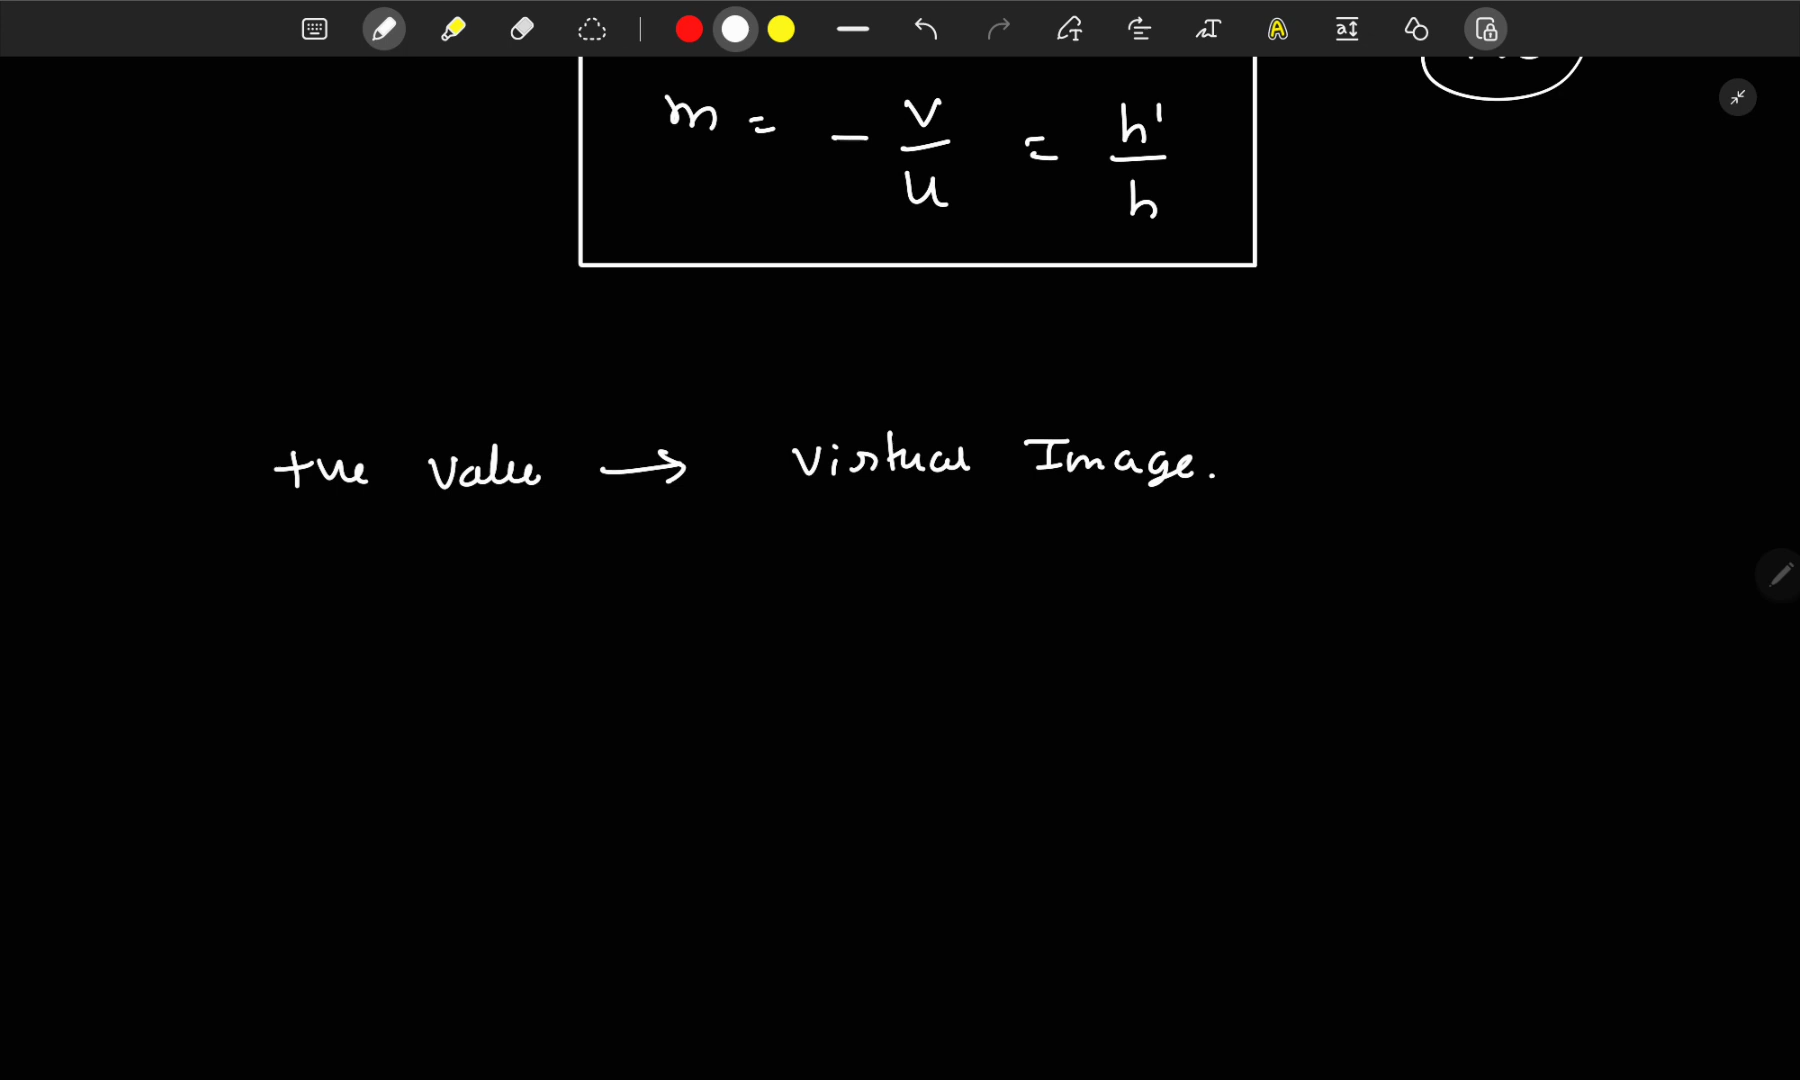 m = - v/u = h'/h
+ve value → virtual Image.